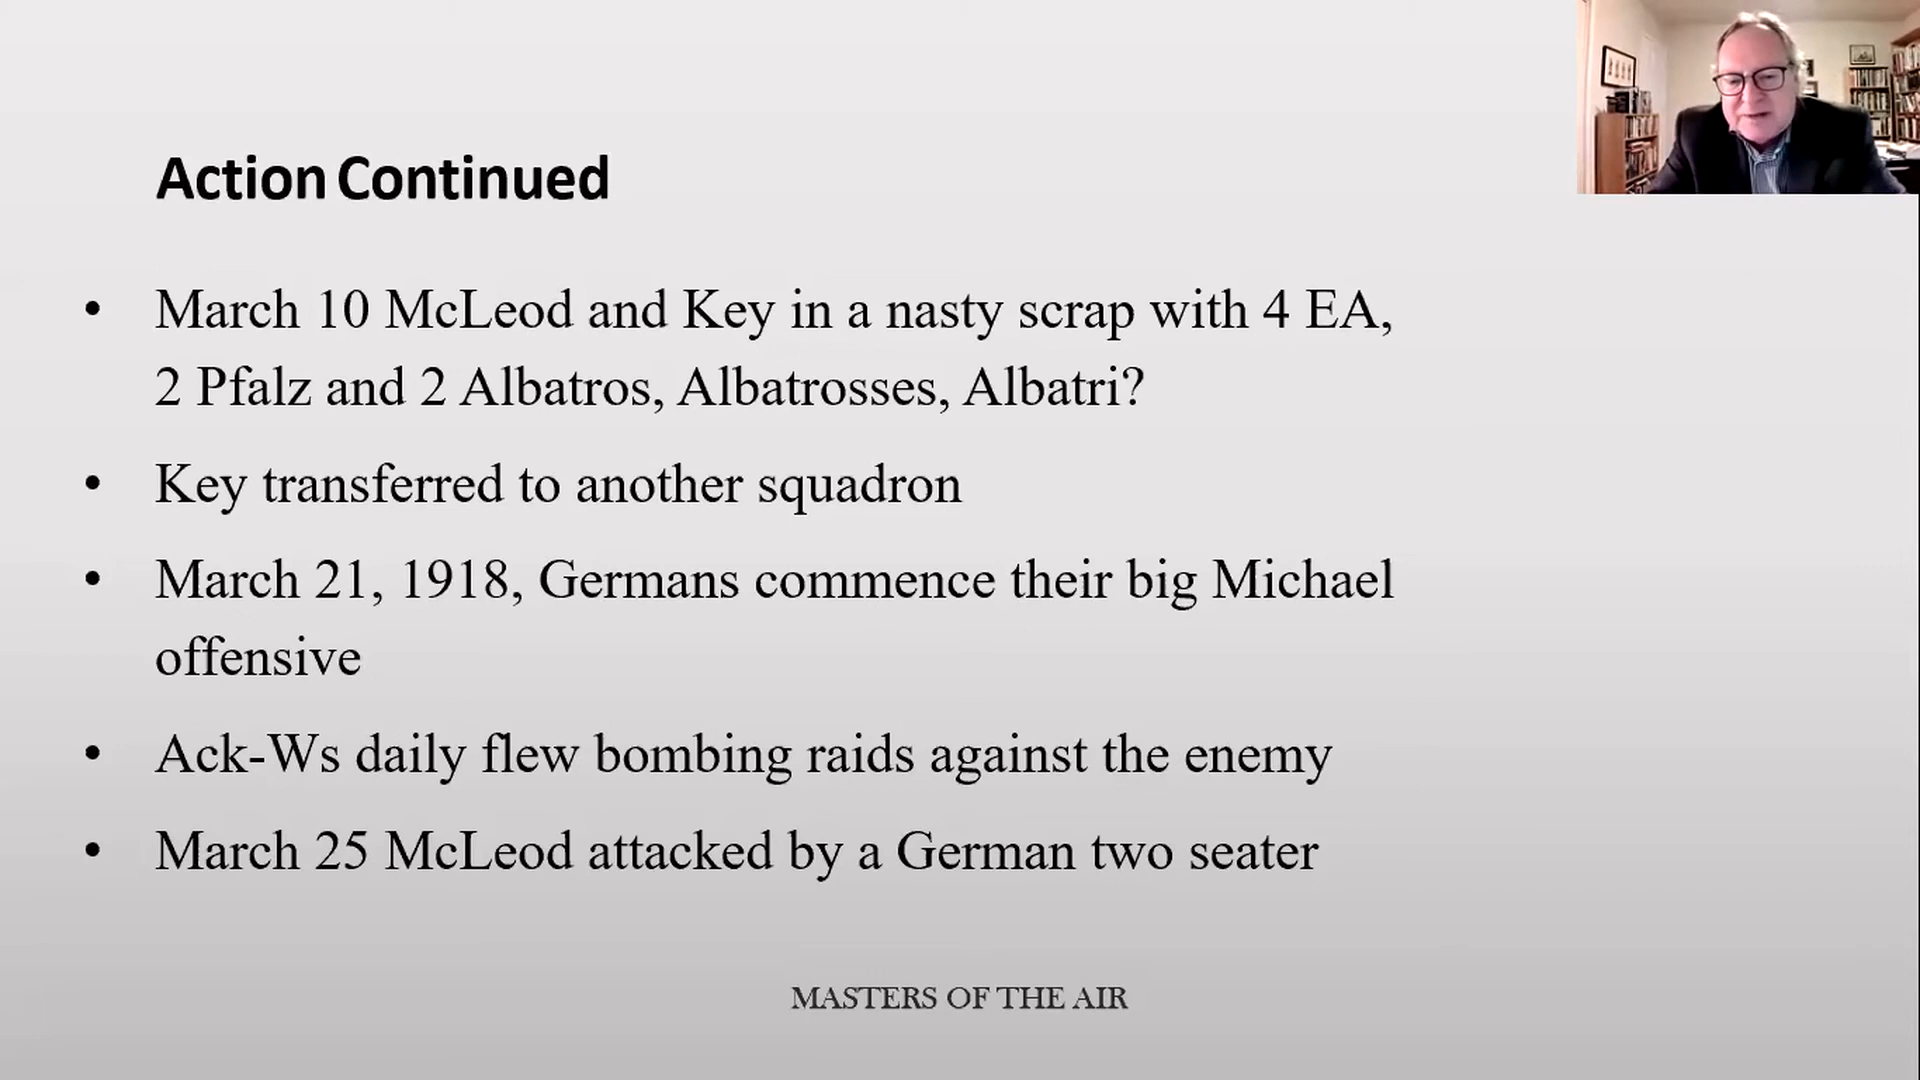 Action Continued
• March 10 McLeod and Key in a nasty scrap with 4 EA,
2 Pfalz and 2 Albatros, Albatrosses, Albatri?
• Key transferred to another squadron
• March 21, 1918, Germans commence their big Michael
offensive
• Ack-Ws daily flew bombing raids against the enemy
• March 25 McLeod attacked by a German two seater
MASTERS OF THE AIR